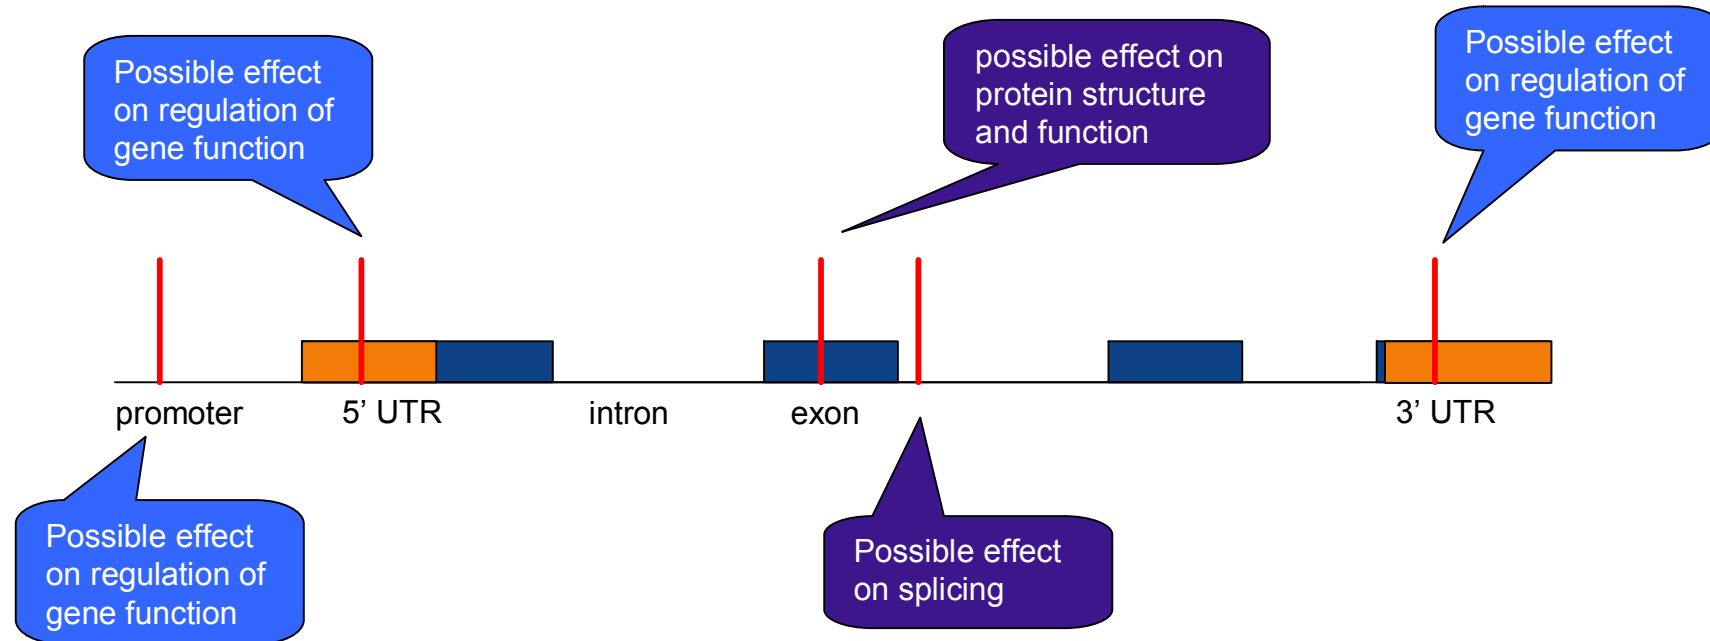 Possible effect
on regulation of
gene function
possible effect on
protein structure
and function
Possible effect
on regulation of
gene function
promoter
5’ UTR
intron
exon
3’ UTR
Possible effect
on regulation of
gene function
Possible effect
on splicing